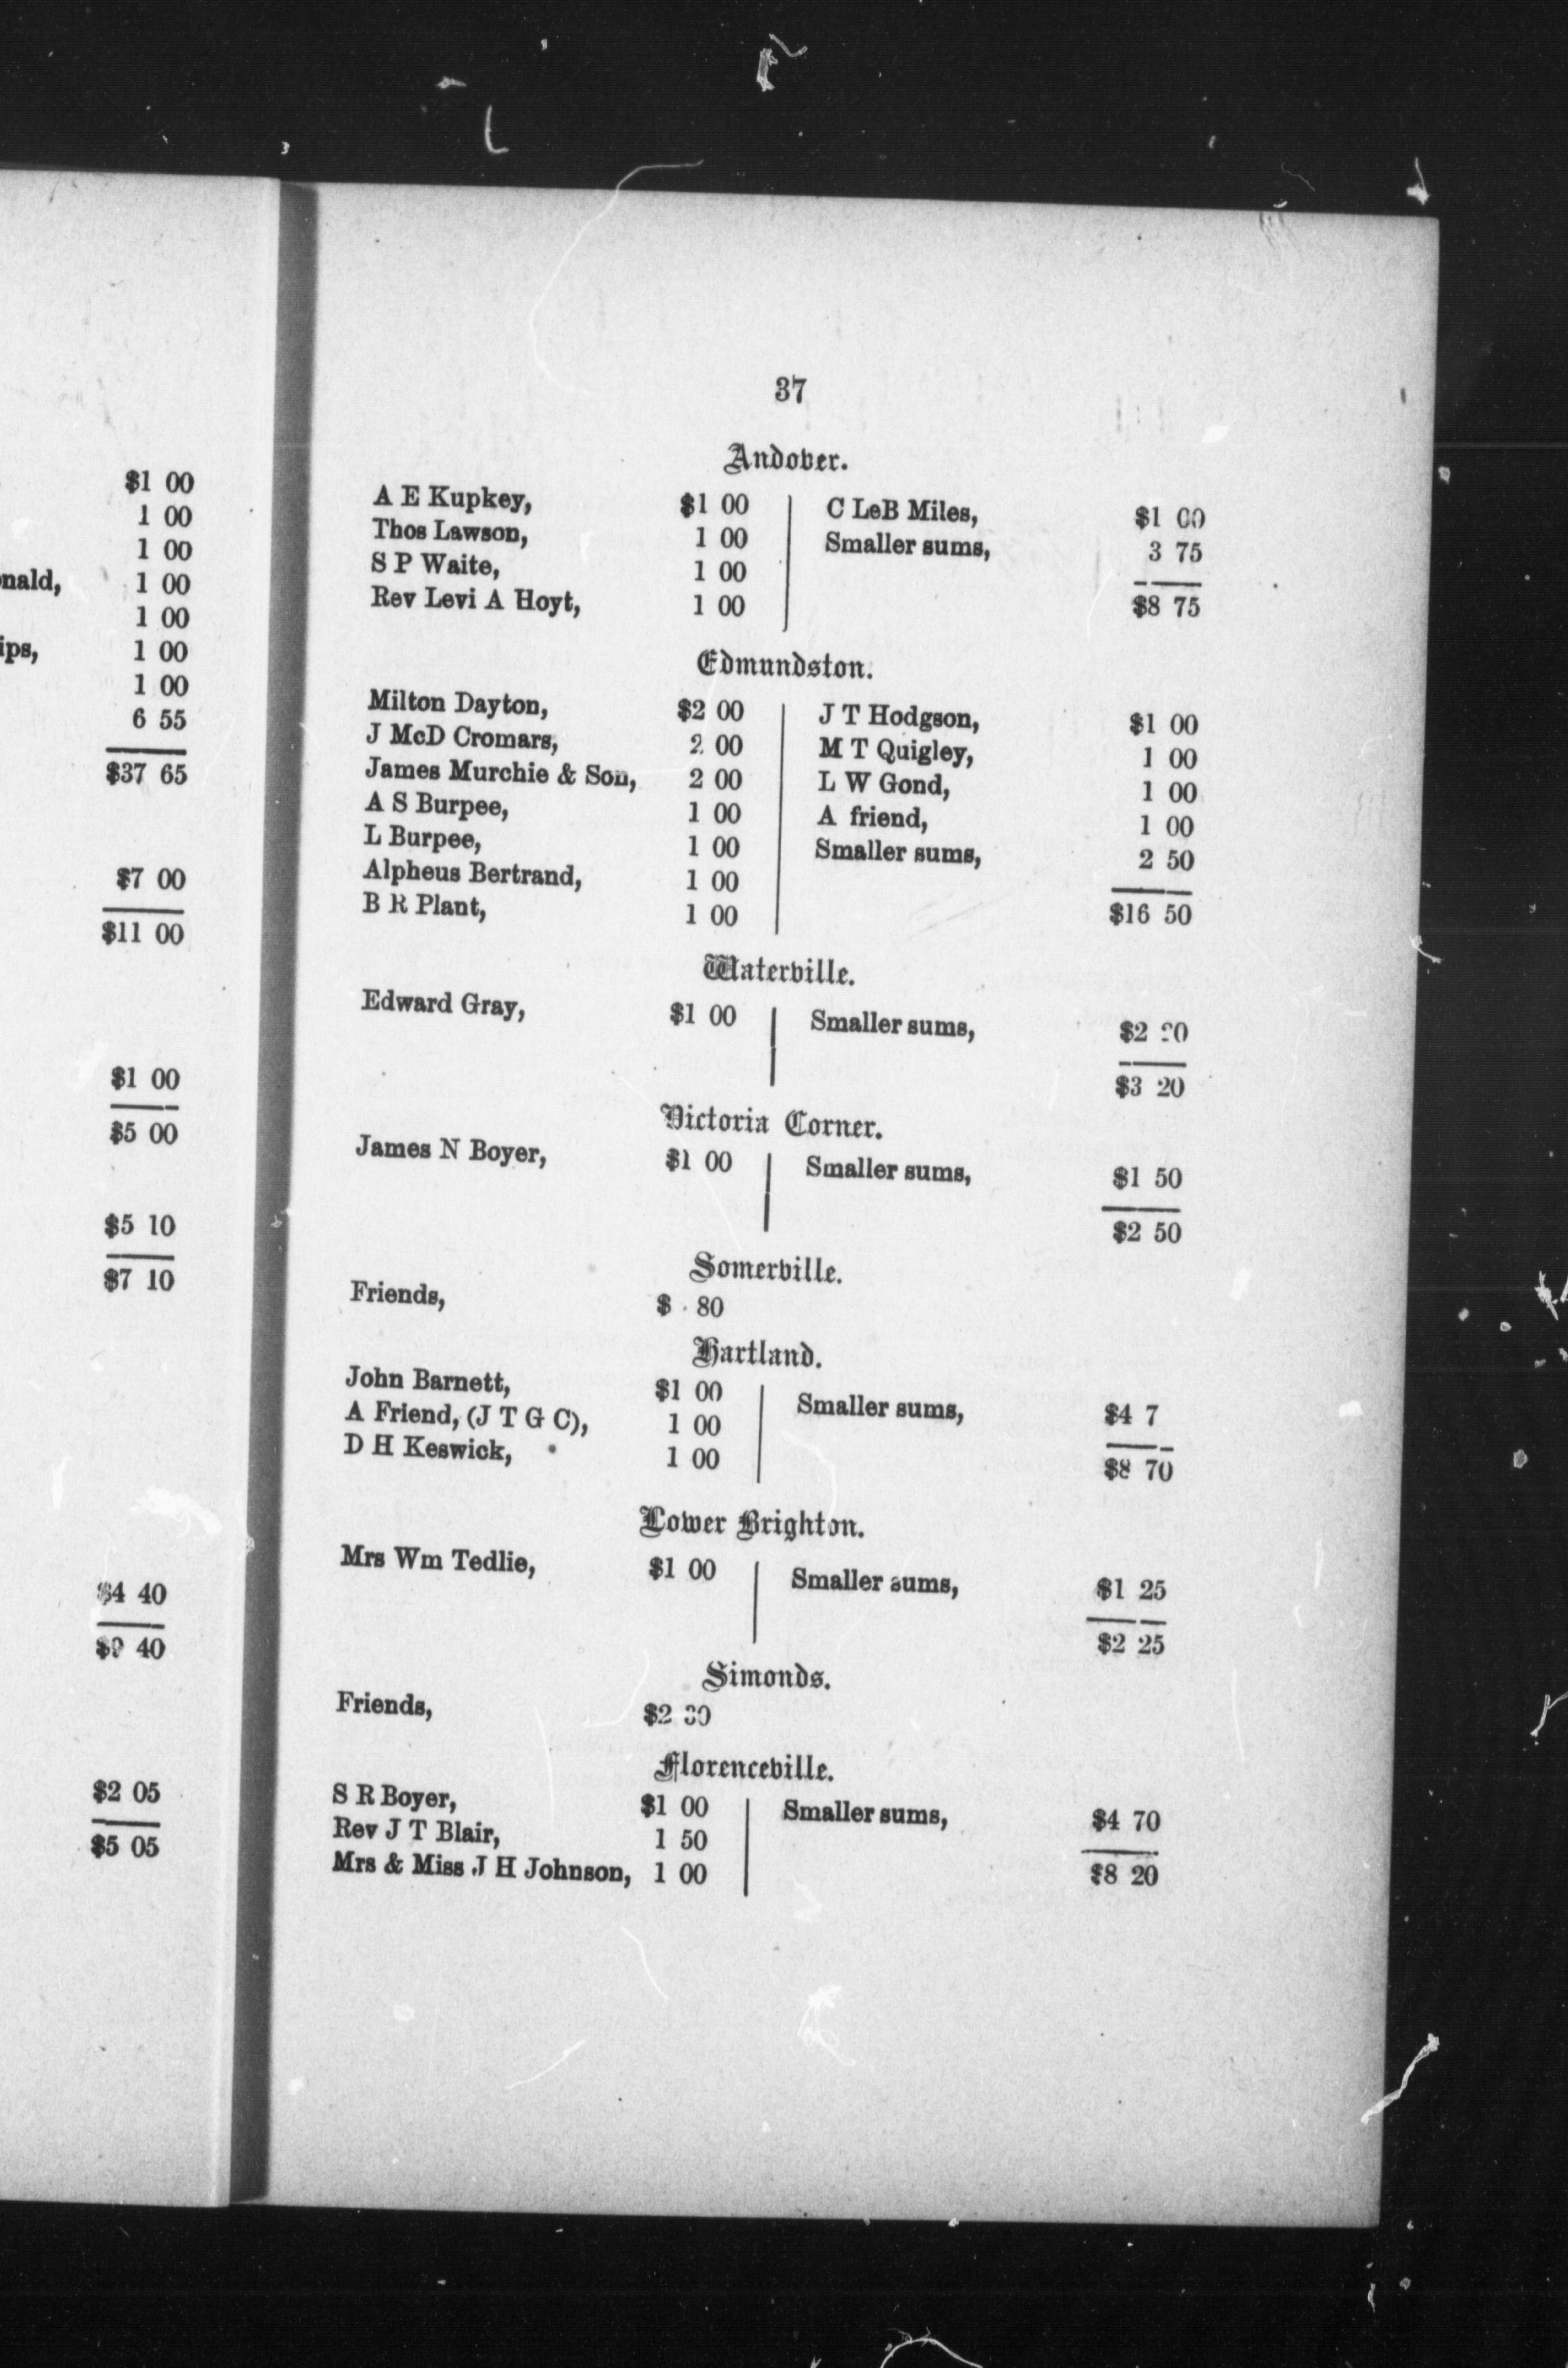 $1 00
1 00
1 00
nald, 1 00
1 00
ips, 1 00
1 00
6 55
$37 65
$7 00
$11 00
$1 00
$5 00
$5 10
$7 10
$4 40
$9 40
$2 05
$5 05
37
Andover.
A E Kupkey, $1 00
Thos Lawson, 1 00
S P Waite, 1 00
Rev Levi A Hoyt, 1 00
C LeB Miles, $1 00
Smaller sums, 3 75
$8 75
Edmundston.
Milton Dayton, $2 00
J McD Cromars, 2 00
James Murchie & Son, 2 00
A S Burpee, 1 00
L Burpee, 1 00
Alpheus Bertrand, 1 00
B R Plant, 1 00
J T Hodgson, $1 00
M T Quigley, 1 00
L W Gond, 1 00
A friend, 1 00
Smaller sums, 2 50
$16 50
Waterville.
Edward Gray, $1 00
Smaller sums, $2 20
$3 20
Victoria Corner.
James N Boyer, $1 00
Smaller sums, $1 50
$2 50
Somerville.
Friends, $ 80
Hartland.
John Barnett, $1 00
A Friend, (J T G C), 1 00
D H Keswick, 1 00
Smaller sums, $4 7
$8 70
Lower Brighton.
Mrs Wm Tedlie, $1 00
Smaller sums, $1 25
$2 25
Simonds.
Friends, $2
Florenceville.
S R Boyer, $1 00
Rev J T Blair, 1 50
Mrs & Miss J H Johnson, 1 00
Smaller sums, $4 70
$8 20